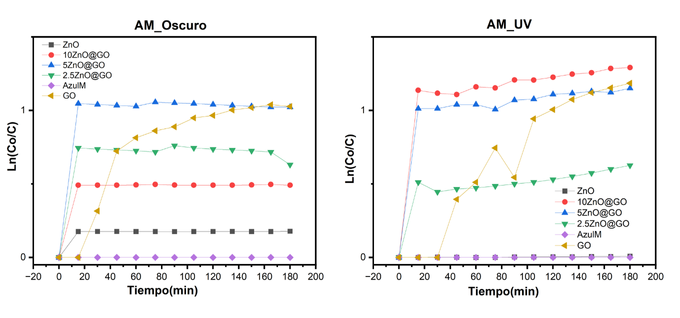 AM_Oscuro
ZnO
10ZnO@GO
5ZnO@GO
2.5ZnO@GO
AzulM
GO
Ln(Co/C)
1
0
−20 0 20 40 60 80 100 120 140 160 180 200
Tiempo(min)
AM_UV
Ln(Co/C)
1
0
ZnO
10ZnO@GO
5ZnO@GO
2.5ZnO@GO
AzulM
GO
−20 0 20 40 60 80 100 120 140 160 180 200
Tiempo(min)